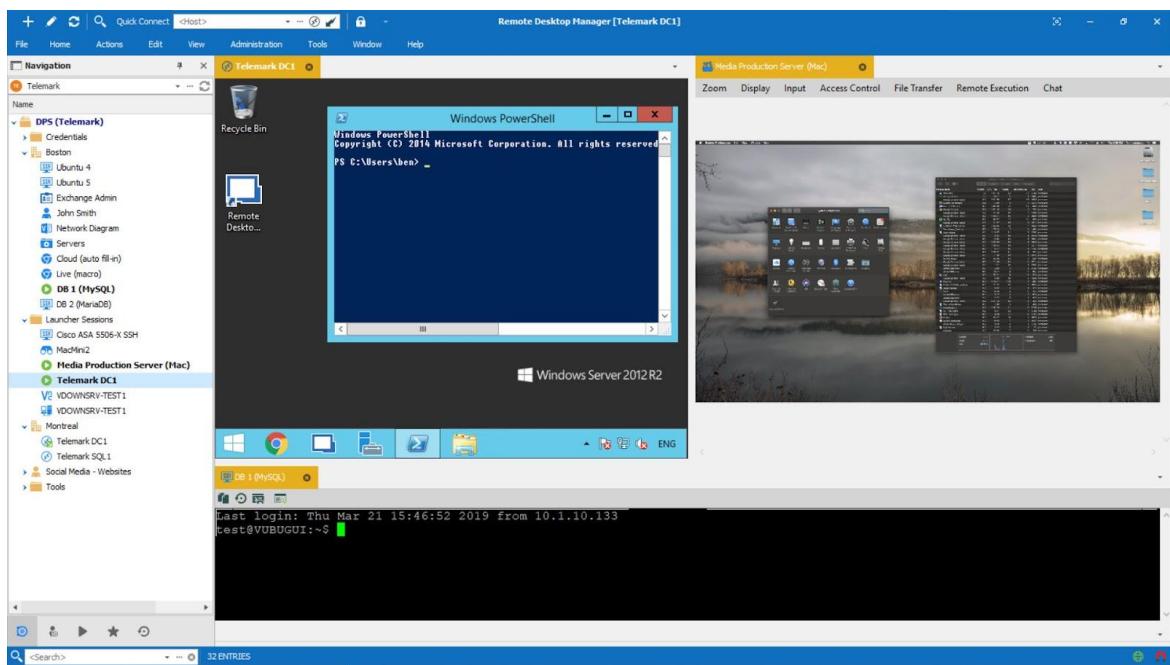 Quick Connect <Host> Remote Desktop Manager [Telemark DC1]
File Home Actions Edit View Administration Tools Window Help
Navigation
Telemark
Name
DPS (Telemark)
Credentials
Boston
Ubuntu 4
Ubuntu 5
Exchange Admin
John Smith
Network Diagram
Servers
Cloud (auto fill-in)
Live (macro)
DB 1 (MySQL)
DB 2 (MariaDB)
Launcher Sessions
Cisco ASA 5506-X SSH
MacMini2
Media Production Server (Mac)
Telemark DC1
VDOWNSRV-TEST1
VDOWNSRV-TEST1
Montreal
Telemark DC1
Telemark SQL1
Social Media - Websites
Tools
<Search> 32 ENTRIES
Telemark DC1
Recycle Bin
Remote
Deskto...
Windows PowerShell
Windows PowerShell
Copyright (C) 2014 Microsoft Corporation. All rights reserved
PS C:\Users\ben> _
Windows Server 2012 R2
ENG
Media Production Server (Mac)
Zoom Display Input Access Control File Transfer Remote Execution Chat
DB 1 (MySQL)
Last login: Thu Mar 21 15:46:52 2019 from 10.1.10.133
test@VUBUGUI:~$